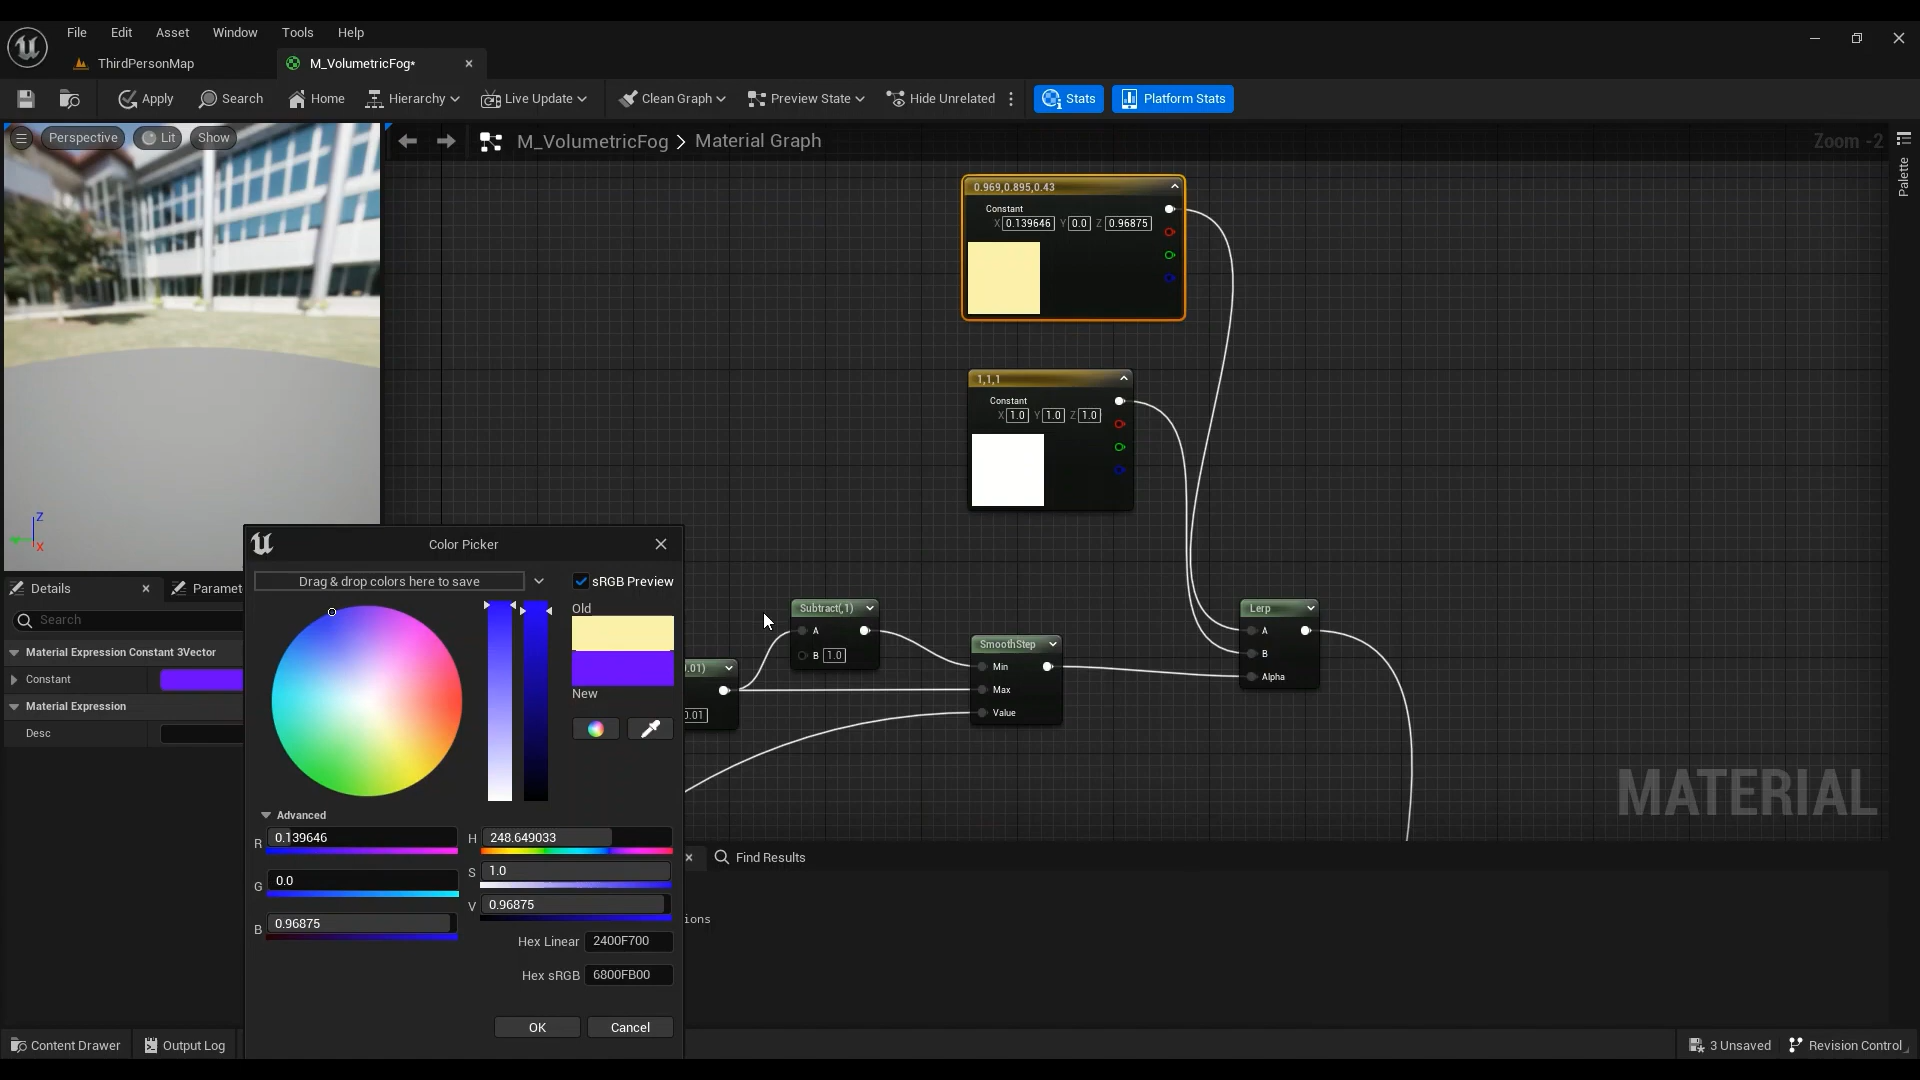 File Edit Asset Window Tools Help
ThirdPersonMap
M_VolumetricFog*
Apply Search Home Hierarchy Live Update Clean Graph Preview State Hide Unrelated Stats Platform Stats
Perspective Lit Show
M_VolumetricFog > Material Graph
Zoom -2
Palette
0.969,0.895,0.43
Constant
X 0.139646 Y 0.0 Z 0.96875
1,1,1
Constant
X 1.0 Y 1.0 Z 1.0
Z
X
Color Picker
Drag & drop colors here to save
sRGB Preview
Old
New
Details
Paramet
Search
Material Expression Constant 3Vector
Constant
Material Expression
Desc
Advanced
R 0.139646
G 0.0
B 0.96875
H 248.649033
S 1.0
V 0.96875
Hex Linear 2400F700
Hex sRGB 6800FB00
OK Cancel
.01)
0.01
Subtract(,1)
A
B 1.0
SmoothStep
Min
Max
Value
Lerp
A
B
Alpha
MATERIAL
Find Results
ions
Content Drawer
Output Log
3 Unsaved
Revision Control